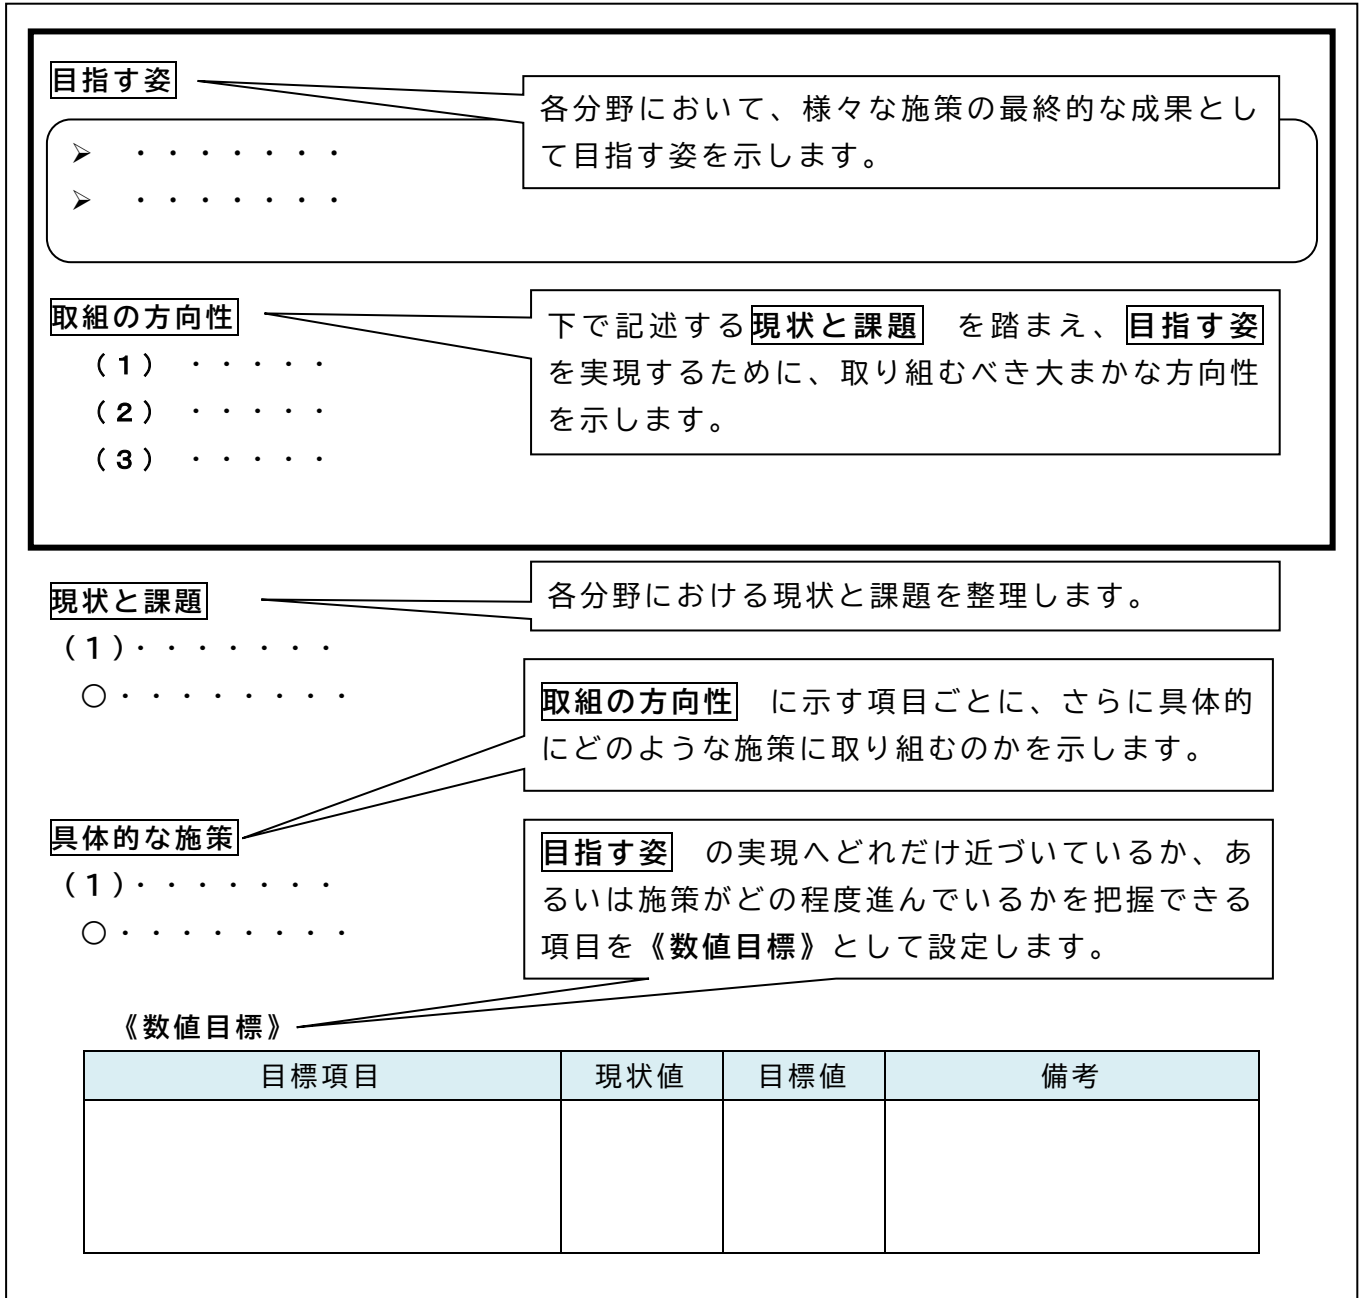 目指す姿
各分野において、様々な施策の最終的な成果とし
て目指す姿を示します。
➢ ・・・・・・・
➢ ・・・・・・・
取組の方向性
下で記述する現状と課題　を踏まえ、目指す姿
を実現するために、取り組むべき大まかな方向性
を示します。
（１）・・・・・
（２）・・・・・
（３）・・・・・
現状と課題
各分野における現状と課題を整理します。
（１）・・・・・・・
○・・・・・・・・
取組の方向性　に示す項目ごとに、さらに具体的
にどのような施策に取り組むのかを示します。
具体的な施策
（１）・・・・・・・
○・・・・・・・・
目指す姿　の実現へどれだけ近づいているか、あ
るいは施策がどの程度進んでいるかを把握できる
項目を《数値目標》として設定します。
《数値目標》
目標項目　現状値　目標値　備考